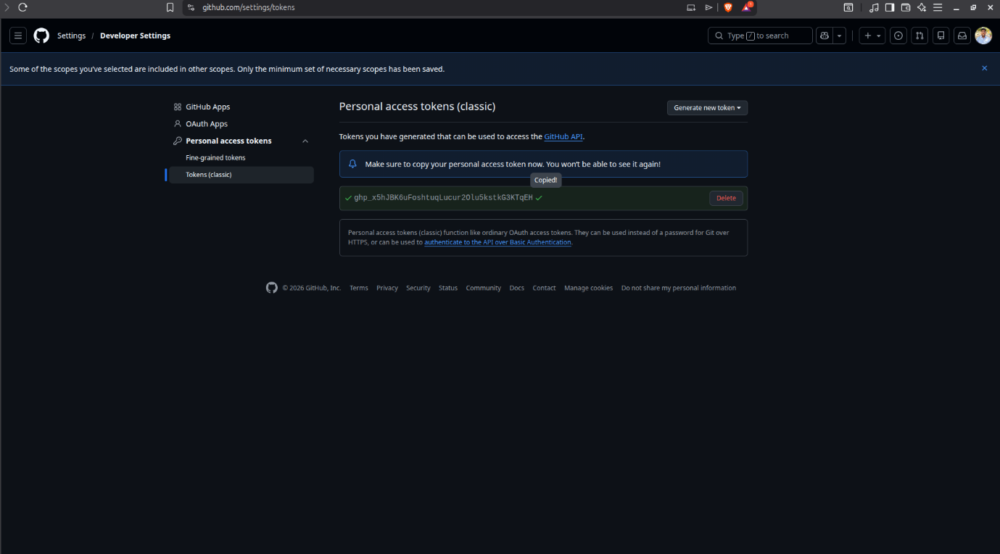 github.com/settings/tokens
1
Settings / Developer Settings
Type / to search
Some of the scopes you've selected are included in other scopes. Only the minimum set of necessary scopes has been saved.
GitHub Apps
OAuth Apps
Personal access tokens
Fine-grained tokens
Tokens (classic)
Personal access tokens (classic)
Generate new token
Tokens you have generated that can be used to access the GitHub API.
Make sure to copy your personal access token now. You won't be able to see it again!
Copied!
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
Delete
Personal access tokens (classic) function like ordinary OAuth access tokens. They can be used instead of a password for Git over
HTTPS, or can be used to authenticate to the API over Basic Authentication.
© 2026 GitHub, Inc. Terms Privacy Security Status Community Docs Contact Manage cookies Do not share my personal information